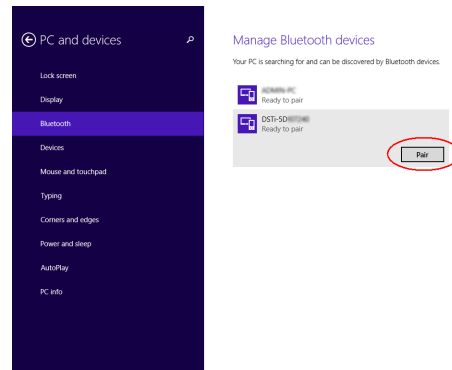 PC and devices
Lock screen
Display
Bluetooth
Devices
Mouse and touchpad
Typing
Corners and edges
Power and sleep
AutoPlay
PC info
Manage Bluetooth devices
Your PC is searching for and can be discovered by Bluetooth devices.
Ready to pair
DSTi-SD
Ready to pair
Pair